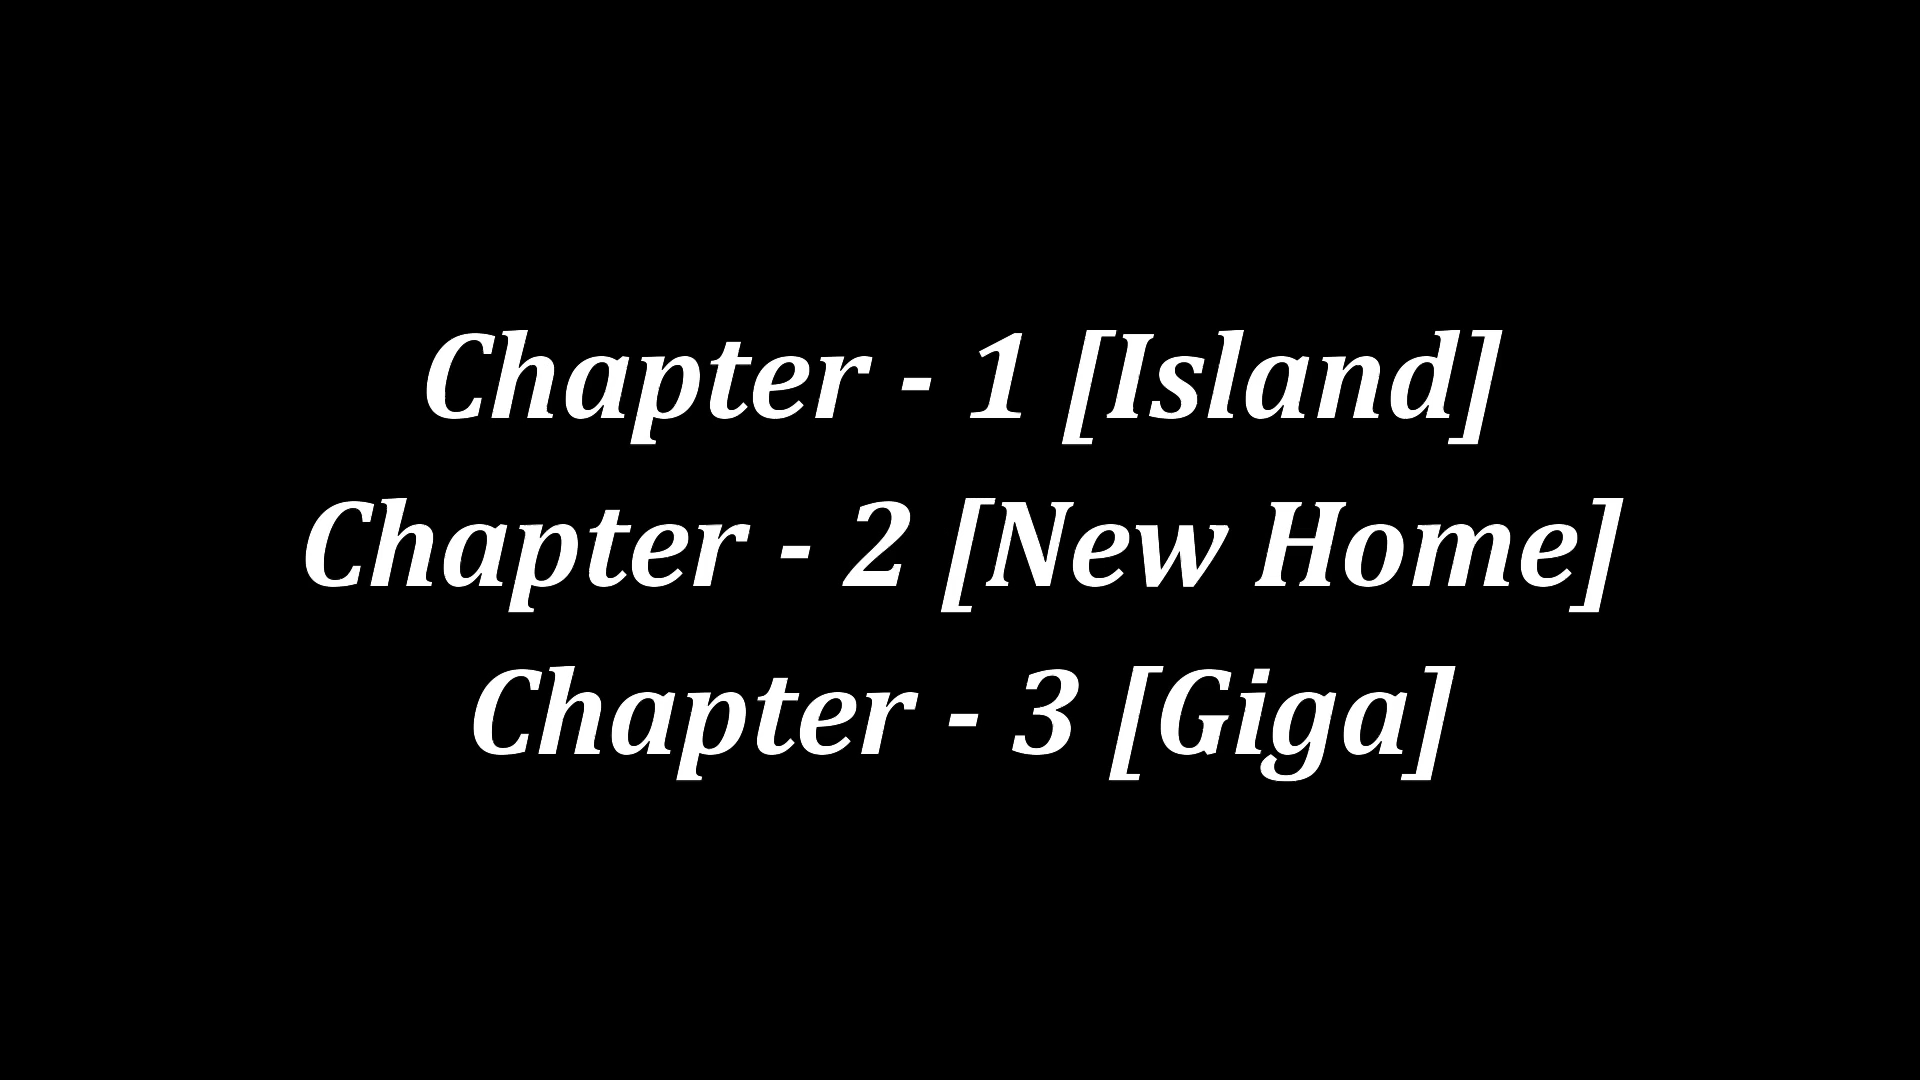 Chapter - 1 [Island]
Chapter - 2 [New Home]
Chapter - 3 [Giga]